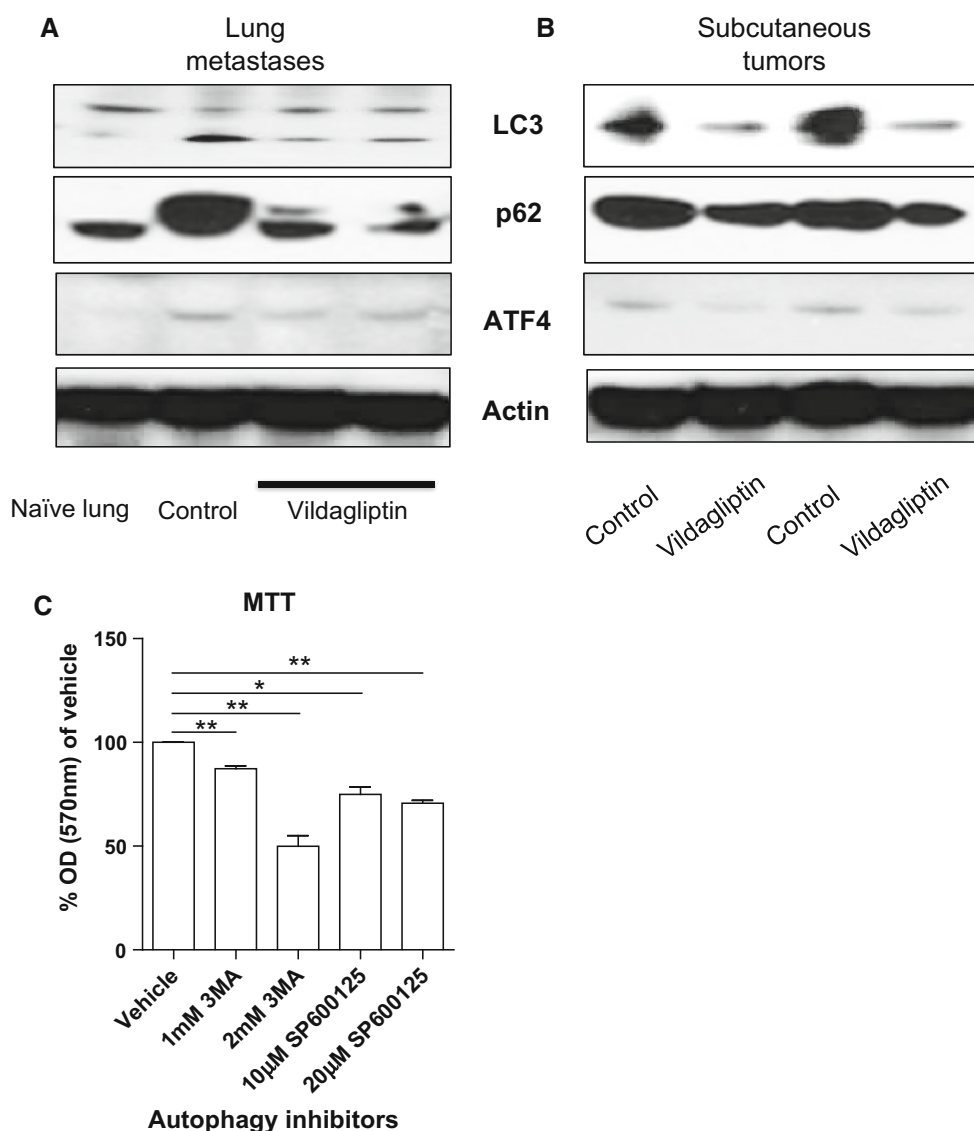 A
Lung
metastases
B
Subcutaneous
tumors
LC3
p62
ATF4
Actin
Naïve lung
Control
Vildagliptin
Control
Vildagliptin
Control
Vildagliptin
C
MTT
% OD (570nm) of vehicle
150
100
50
0
**
*
**
**
Vehicle
1mM 3MA
2mM 3MA
10µM SP600125
20µM SP600125
Autophagy inhibitors